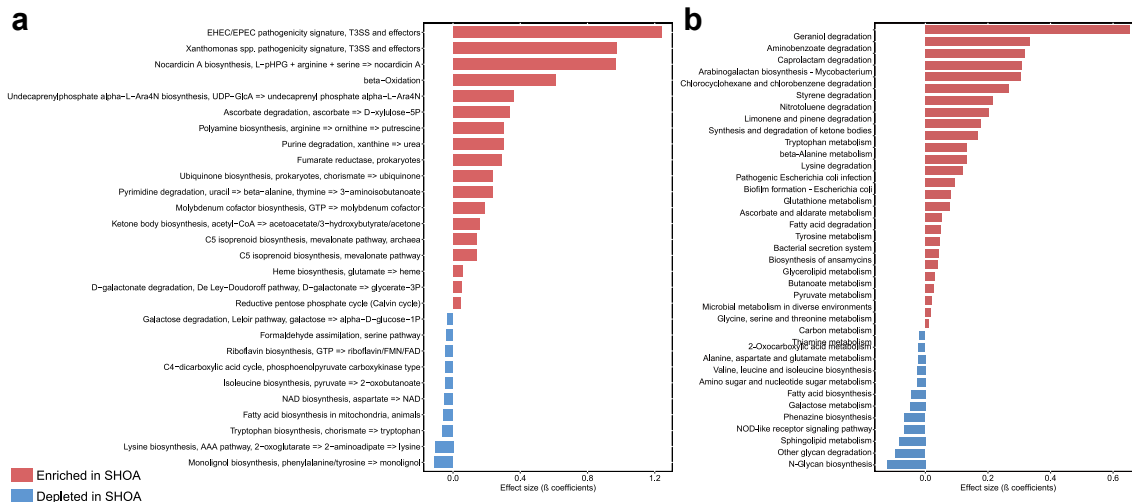 a
EHEC/EPEC pathogenicity signature, T3SS and effectors
Xanthomonas spp. pathogenicity signature, T3SS and effectors
Nocardicin A biosynthesis, L−pHPG + arginine + serine => nocardicin A
beta−Oxidation
Undecaprenylphosphate alpha−L−Ara4N biosynthesis, UDP−GlcA => undecaprenyl phosphate alpha−L−Ara4N
Ascorbate degradation, ascorbate => D−xylulose−5P
Polyamine biosynthesis, arginine => ornithine => putrescine
Purine degradation, xanthine => urea
Fumarate reductase, prokaryotes
Ubiquinone biosynthesis, prokaryotes, chorismate => ubiquinone
Pyrimidine degradation, uracil => beta−alanine, thymine => 3−aminoisobutanoate
Molybdenum cofactor biosynthesis, GTP => molybdenum cofactor
Ketone body biosynthesis, acetyl−CoA => acetoacetate/3−hydroxybutyrate/acetone
C5 isoprenoid biosynthesis, mevalonate pathway, archaea
C5 isoprenoid biosynthesis, mevalonate pathway
Heme biosynthesis, glutamate => heme
D−galactonate degradation, De Ley−Doudoroff pathway, D−galactonate => glycerate−3P
Reductive pentose phosphate cycle (Calvin cycle)
Galactose degradation, Leloir pathway, galactose => alpha−D−glucose−1P
Formaldehyde assimilation, serine pathway
Riboflavin biosynthesis, GTP => riboflavin/FMN/FAD
C4−dicarboxylic acid cycle, phosphoenolpyruvate carboxykinase type
Isoleucine biosynthesis, pyruvate => 2−oxobutanoate
NAD biosynthesis, aspartate => NAD
Fatty acid biosynthesis in mitochondria, animals
Tryptophan biosynthesis, chorismate => tryptophan
Lysine biosynthesis, AAA pathway, 2−oxoglutarate => 2−aminoadipate => lysine
Monolignol biosynthesis, phenylalanine/tyrosine => monolignol
0.0 0.4 0.8 1.2
Effect size (ß coefficients)
Enriched in SHOA
Depleted in SHOA
b
Geraniol degradation
Aminobenzoate degradation
Caprolactam degradation
Arabinogalactan biosynthesis − Mycobacterium
Chlorocyclohexane and chlorobenzene degradation
Styrene degradation
Nitrotoluene degradation
Limonene and pinene degradation
Synthesis and degradation of ketone bodies
Tryptophan metabolism
beta−Alanine metabolism
Lysine degradation
Pathogenic Escherichia coli infection
Biofilm formation − Escherichia coli
Glutathione metabolism
Ascorbate and aldarate metabolism
Fatty acid degradation
Tyrosine metabolism
Bacterial secretion system
Biosynthesis of ansamycins
Glycerolipid metabolism
Butanoate metabolism
Pyruvate metabolism
Microbial metabolism in diverse environments
Glycine, serine and threonine metabolism
Carbon metabolism
Thiamine metabolism
2−Oxocarboxylic acid metabolism
Alanine, aspartate and glutamate metabolism
Valine, leucine and isoleucine biosynthesis
Amino sugar and nucleotide sugar metabolism
Fatty acid biosynthesis
Galactose metabolism
Phenazine biosynthesis
NOD−like receptor signaling pathway
Sphingolipid metabolism
Other glycan degradation
N−Glycan biosynthesis
0.0 0.2 0.4 0.6
Effect size (ß coefficients)